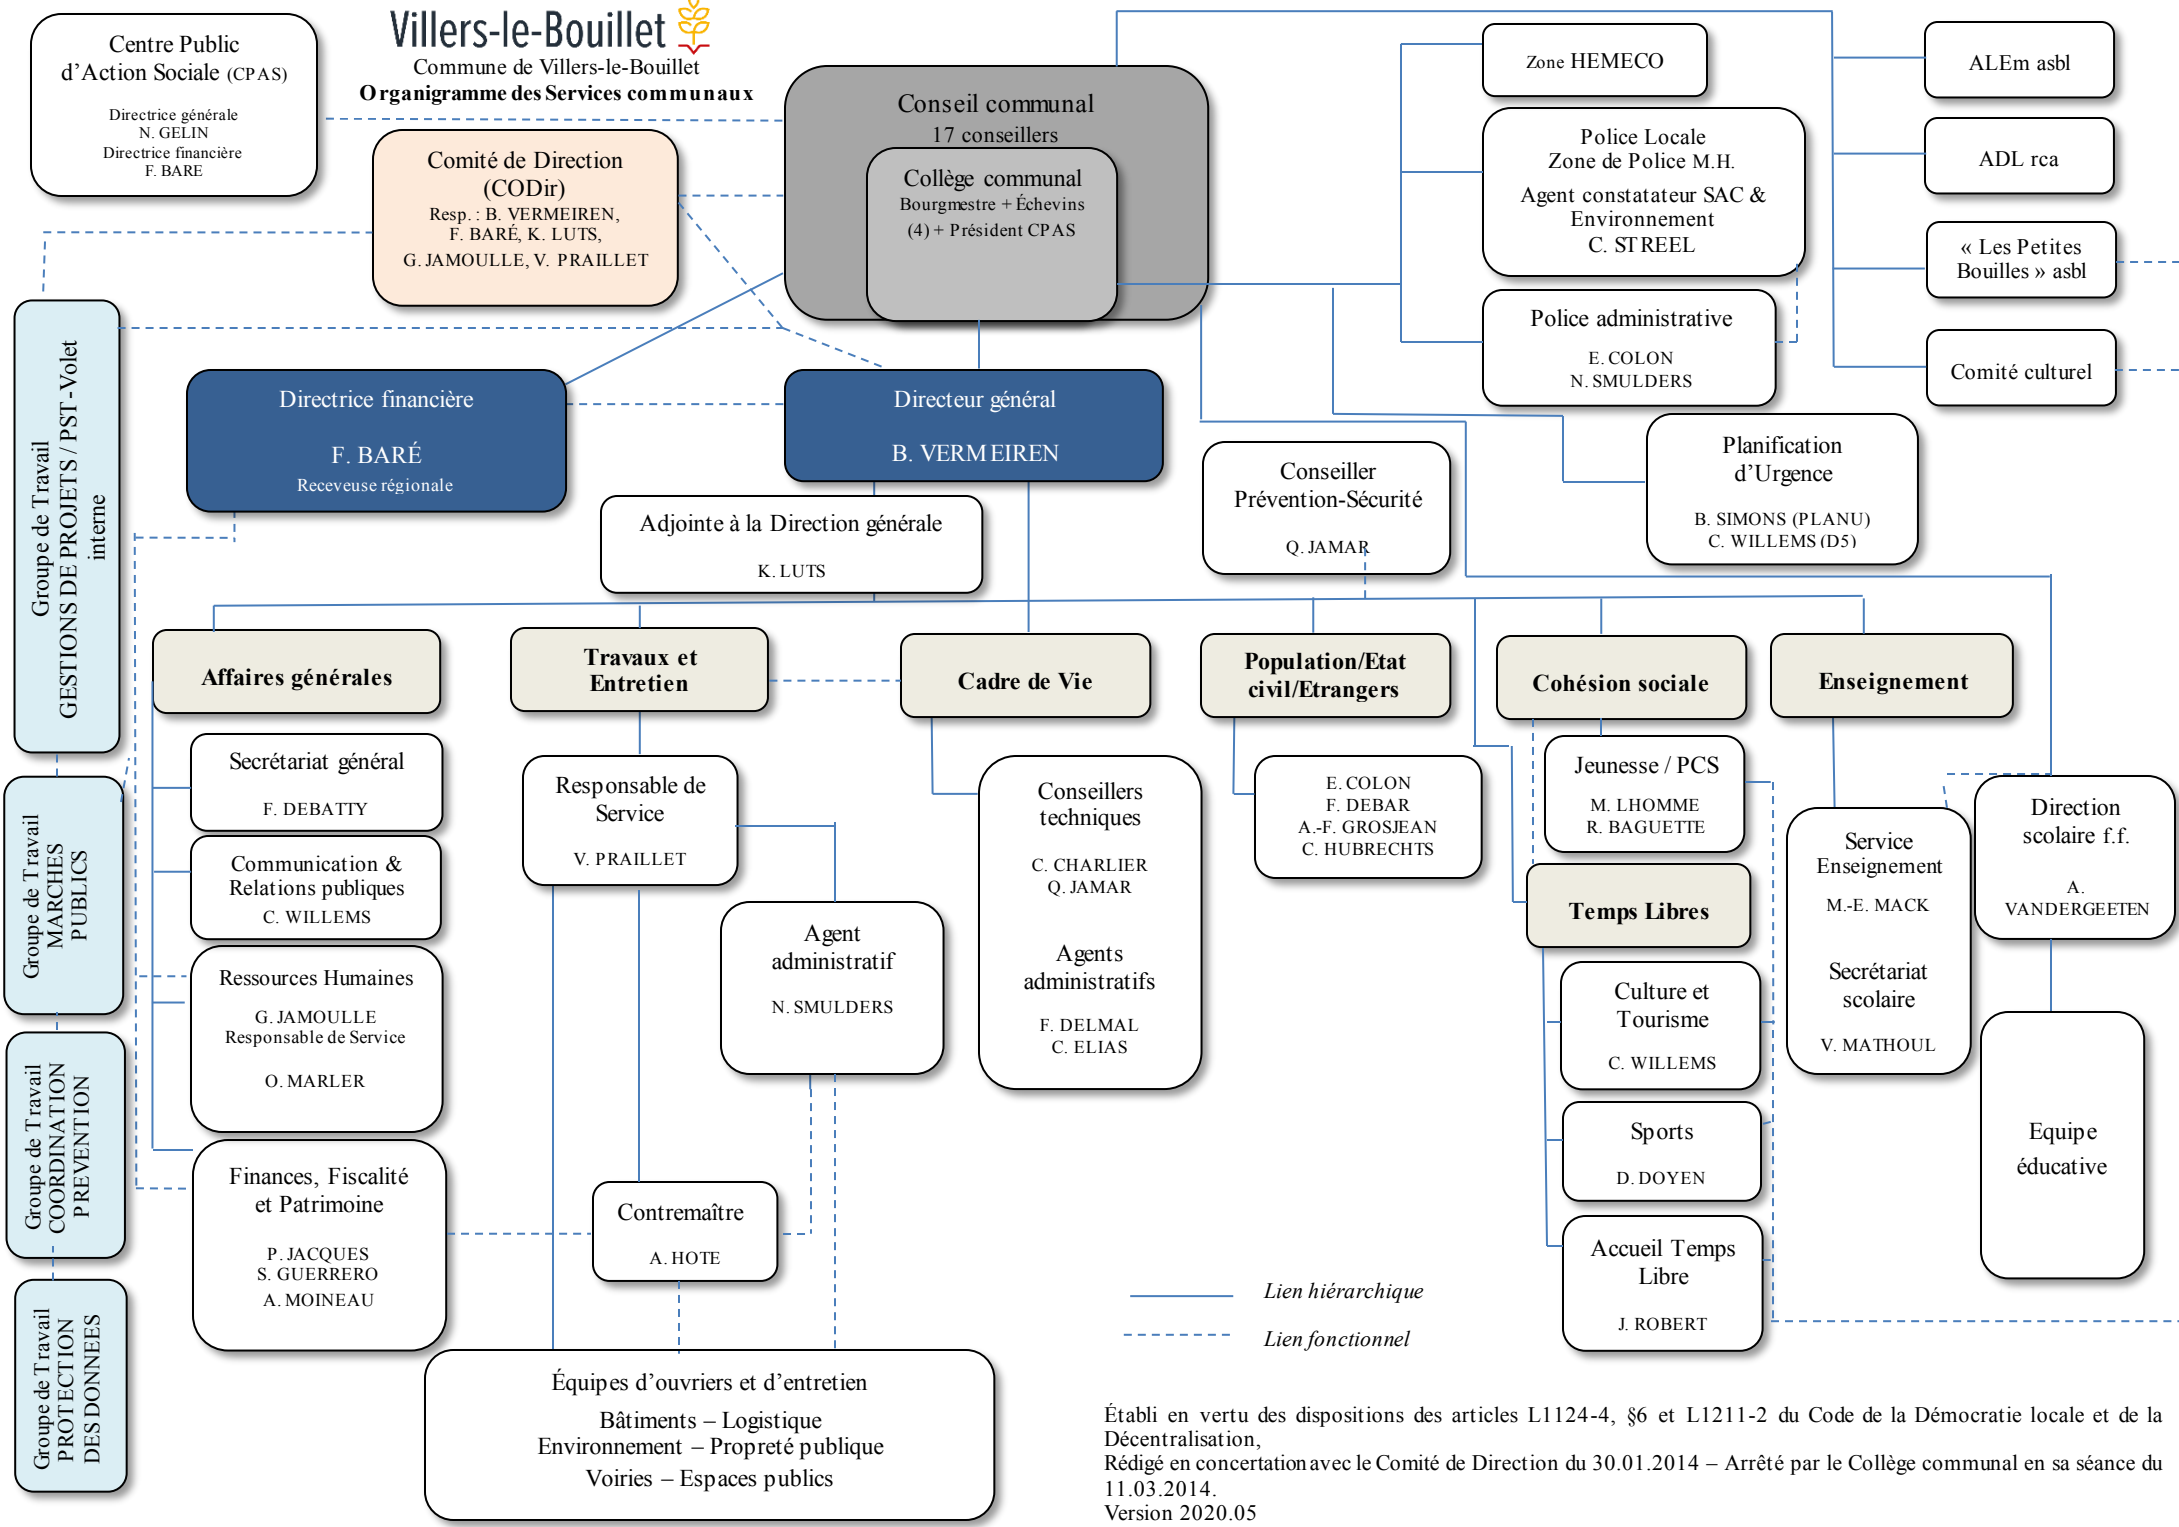 Villers-le-Bouillet
Commune de Villers-le-Bouillet
Organigramme des Services communaux
Centre Public
d’Action Sociale (CPAS)
Directrice générale
N. GELIN
Directrice financière
F. BARE
Comité de Direction
(CODir)
Resp. : B. VERMEIREN,
F. BARÉ, K. LUTS,
G. JAMOULLE, V. PRAILLET
Conseil communal
17 conseillers
Collège communal
Bourgmestre + Échevins
(4) + Président CPAS
Zone HEMECO
Police Locale
Zone de Police M.H.
Agent constatateur SAC &
Environnement
C. STREEL
Police administrative
E. COLON
N. SMULDERS
ALEm asbl
ADL rca
« Les Petites
Bouilles » asbl
Comité culturel
Directrice financière
F. BARÉ
Receveuse régionale
Directeur général
B. VERMEIREN
Adjointe à la Direction générale
K. LUTS
Conseiller
Prévention-Sécurité
Q. JAMAR
Planification
d’Urgence
B. SIMONS (PLANU)
C. WILLEMS (D5)
Groupe de Travail
GESTIONS DE PROJETS / PST-Volet
interne
Groupe de Travail
MARCHES
PUBLICS
Groupe de Travail
COORDINATION
PREVENTION
Groupe de Travail
PROTECTION
DES DONNEES
Affaires générales
Secrétariat général
F. DEBATTY
Communication &
Relations publiques
C. WILLEMS
Ressources Humaines
G. JAMOULLE
Responsable de Service
O. MARLER
Finances, Fiscalité
et Patrimoine
P. JACQUES
S. GUERRERO
A. MOINEAU
Travaux et
Entretien
Responsable de
Service
V. PRAILLET
Agent
administratif
N. SMULDERS
Contremaître
A. HOTE
Équipes d’ouvriers et d’entretien
Bâtiments – Logistique
Environnement – Propreté publique
Voiries – Espaces publics
Cadre de Vie
Conseillers
techniques
C. CHARLIER
Q. JAMAR
Agents
administratifs
F. DELMAL
C. ELIAS
Population/Etat
civil/Etrangers
E. COLON
F. DEBAR
A.-F. GROSJEAN
C. HUBRECHTS
Cohésion sociale
Jeunesse / PCS
M. LHOMME
R. BAGUETTE
Temps Libres
Culture et
Tourisme
C. WILLEMS
Sports
D. DOYEN
Accueil Temps
Libre
J. ROBERT
Enseignement
Service
Enseignement
M.-E. MACK
Secrétariat
scolaire
V. MATHOUL
Direction
scolaire f.f.
A.
VANDERGEETEN
Equipe
éducative
Lien hiérarchique
Lien fonctionnel
Établi en vertu des dispositions des articles L1124-4, §6 et L1211-2 du Code de la Démocratie locale et de la
Décentralisation,
Rédigé en concertation avec le Comité de Direction du 30.01.2014 – Arrêté par le Collège communal en sa séance du
11.03.2014.
Version 2020.05